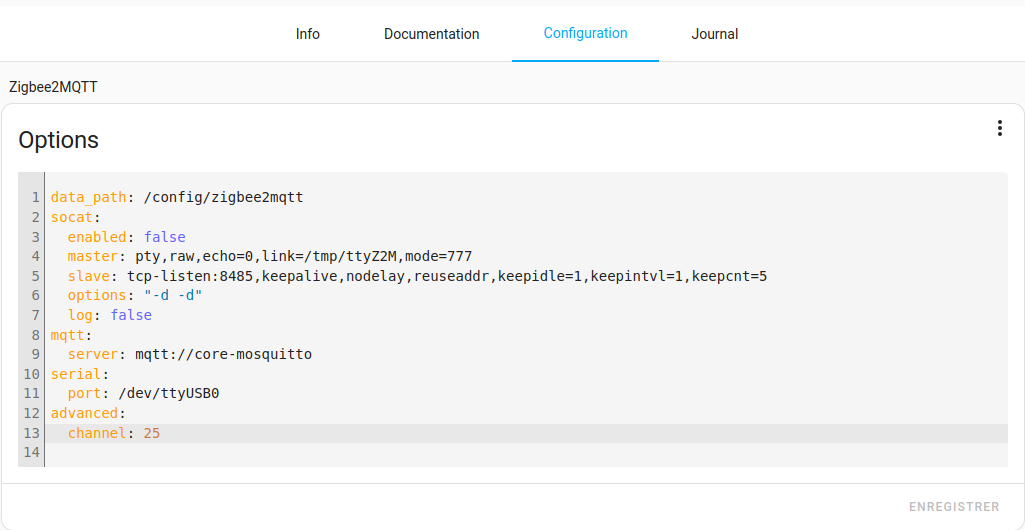 Info Documentation Configuration Journal
Zigbee2MQTT
Options
1 data_path: /config/zigbee2mqtt
2 socat:
3   enabled: false
4   master: pty,raw,echo=0,link=/tmp/ttyZ2M,mode=777
5   slave: tcp-listen:8485,keepalive,nodelay,reuseaddr,keepidle=1,keepintvl=1,keepcnt=5
6   options: "-d -d"
7   log: false
8 mqtt:
9   server: mqtt://core-mosquitto
10 serial:
11   port: /dev/ttyUSB0
12 advanced:
13   channel: 25
14
ENREGISTRER